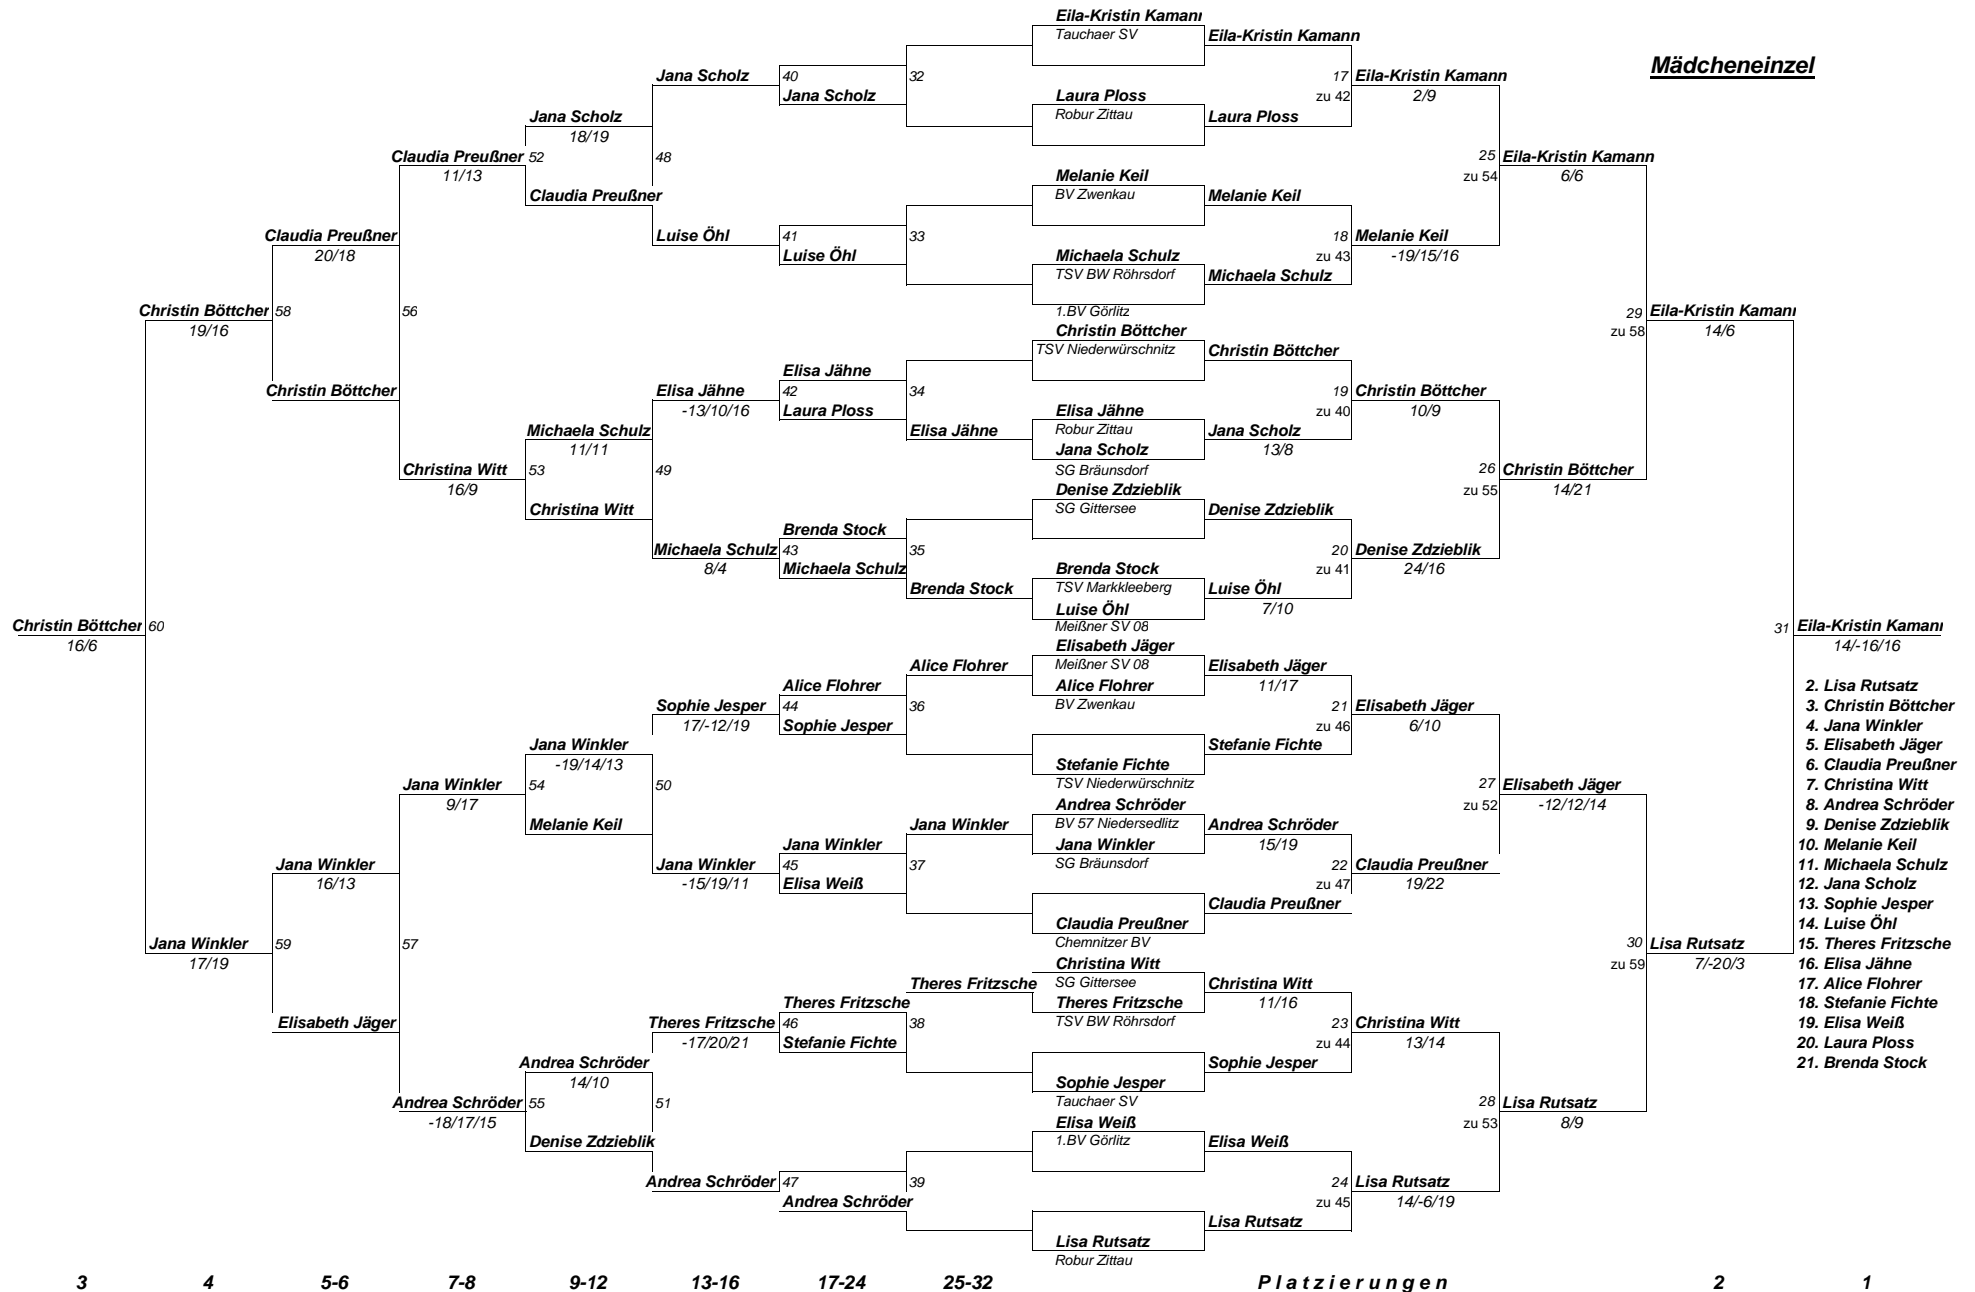 Mädcheneinzel
Eila-Kristin Kamann
Tauchaer SV
Eila-Kristin Kamann
Jana Scholz
40
32
17
Eila-Kristin Kamann
Jana Scholz
Laura Ploss
zu 42
2/9
Jana Scholz
Robur Zittau
Laura Ploss
18/19
Claudia Preußner
52
48
25
Eila-Kristin Kamann
11/13
Melanie Keil
zu 54
6/6
Claudia Preußner
BV Zwenkau
Melanie Keil
Claudia Preußner
Luise Öhl
41
33
18
Melanie Keil
20/18
Luise Öhl
Michaela Schulz
zu 43
-19/15/16
TSV BW Röhrsdorf
Michaela Schulz
Christin Böttcher
58
56
1.BV Görlitz
29
Eila-Kristin Kamann
19/16
Christin Böttcher
zu 58
14/6
TSV Niederwürschnitz
Christin Böttcher
Elisa Jähne
Christin Böttcher
Elisa Jähne
42
34
19
Christin Böttcher
-13/10/16
Laura Ploss
Elisa Jähne
zu 40
10/9
Michaela Schulz
Elisa Jähne
Robur Zittau
Jana Scholz
11/11
Jana Scholz
13/8
Christina Witt
53
49
SG Bräunsdorf
26
Christin Böttcher
16/9
Denise Zdzieblik
zu 55
14/21
Christina Witt
SG Gittersee
Denise Zdzieblik
Brenda Stock
Michaela Schulz
43
35
20
Denise Zdzieblik
8/4
Michaela Schulz
Brenda Stock
zu 41
24/16
Brenda Stock
TSV Markkleeberg
Luise Öhl
Luise Öhl
7/10
Christin Böttcher
60
Meißner SV 08
31
Eila-Kristin Kamann
16/6
Elisabeth Jäger
14/-16/16
Alice Flohrer
Meißner SV 08
Elisabeth Jäger
Alice Flohrer
Alice Flohrer
11/17
2. Lisa Rutsatz
Sophie Jesper
44
36
BV Zwenkau
21
Elisabeth Jäger
3. Christin Böttcher
17/-12/19
Sophie Jesper
zu 46
6/10
4. Jana Winkler
Jana Winkler
Stefanie Fichte
5. Elisabeth Jäger
-19/14/13
Stefanie Fichte
6. Claudia Preußner
Jana Winkler
54
50
TSV Niederwürschnitz
27
Elisabeth Jäger
7. Christina Witt
9/17
Andrea Schröder
zu 52
-12/12/14
8. Andrea Schröder
Melanie Keil
Jana Winkler
BV 57 Niedersedlitz
Andrea Schröder
9. Denise Zdzieblik
Jana Winkler
Jana Winkler
15/19
10. Melanie Keil
Jana Winkler
Jana Winkler
45
37
SG Bräunsdorf
22
Claudia Preußner
11. Michaela Schulz
16/13
-15/19/11
Elisa Weiß
zu 47
19/22
12. Jana Scholz
Claudia Preußner
13. Sophie Jesper
Claudia Preußner
14. Luise Öhl
Jana Winkler
59
57
Chemnitzer BV
30
Lisa Rutsatz
15. Theres Fritzsche
17/19
Christina Witt
zu 59
7/-20/3
16. Elisa Jähne
Theres Fritzsche
SG Gittersee
Christina Witt
17. Alice Flohrer
Theres Fritzsche
Theres Fritzsche
11/16
18. Stefanie Fichte
Elisabeth Jäger
Theres Fritzsche
46
38
TSV BW Röhrsdorf
23
Christina Witt
19. Elisa Weiß
-17/20/21
Stefanie Fichte
zu 44
13/14
20. Laura Ploss
Andrea Schröder
Sophie Jesper
21. Brenda Stock
14/10
Sophie Jesper
Andrea Schröder
55
51
Tauchaer SV
28
Lisa Rutsatz
-18/17/15
Elisa Weiß
zu 53
8/9
Denise Zdzieblik
1.BV Görlitz
Elisa Weiß
Andrea Schröder
47
39
24
Lisa Rutsatz
Andrea Schröder
zu 45
14/-6/19
Lisa Rutsatz
Lisa Rutsatz
Robur Zittau
3 4 5-6 7-8 9-12 13-16 17-24 25-32 Platzierungen 2 1